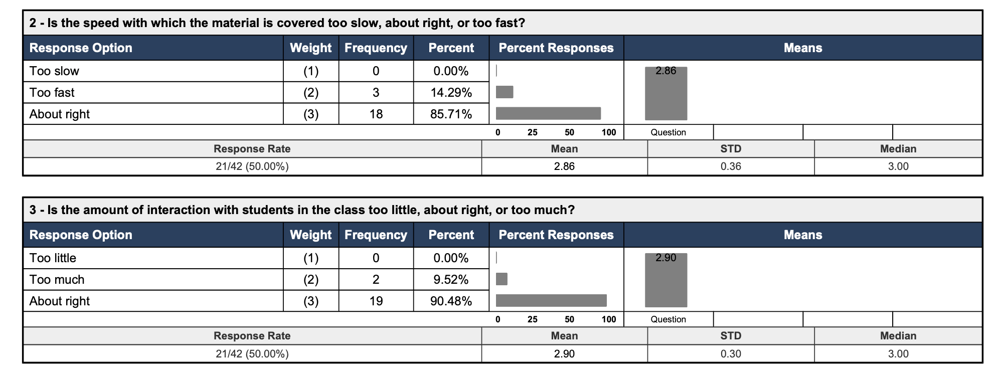 2 - Is the speed with which the material is covered too slow, about right, or too fast?
Response Option Weight Frequency Percent Percent Responses Means
Too slow (1) 0 0.00% 2.86
Too fast (2) 3 14.29%
About right (3) 18 85.71%
0 25 50 100 Question
Response Rate Mean STD Median
21/42 (50.00%) 2.86 0.36 3.00
3 - Is the amount of interaction with students in the class too little, about right, or too much?
Response Option Weight Frequency Percent Percent Responses Means
Too little (1) 0 0.00% 2.90
Too much (2) 2 9.52%
About right (3) 19 90.48%
0 25 50 100 Question
Response Rate Mean STD Median
21/42 (50.00%) 2.90 0.30 3.00